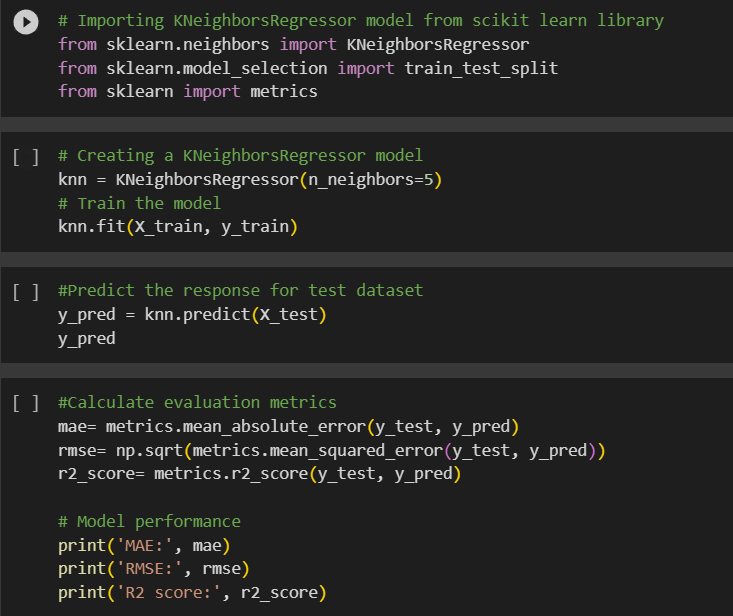 # Importing KNeighborsRegressor model from scikit learn library
from sklearn.neighbors import KNeighborsRegressor
from sklearn.model_selection import train_test_split
from sklearn import metrics
[ ] # Creating a KNeighborsRegressor model
knn = KNeighborsRegressor(n_neighbors=5)
# Train the model
knn.fit(X_train, y_train)
[ ] #Predict the response for test dataset
y_pred = knn.predict(X_test)
y_pred
[ ] #Calculate evaluation metrics
mae= metrics.mean_absolute_error(y_test, y_pred)
rmse= np.sqrt(metrics.mean_squared_error(y_test, y_pred))
r2_score= metrics.r2_score(y_test, y_pred)
# Model performance
print('MAE:', mae)
print('RMSE:', rmse)
print('R2 score:', r2_score)